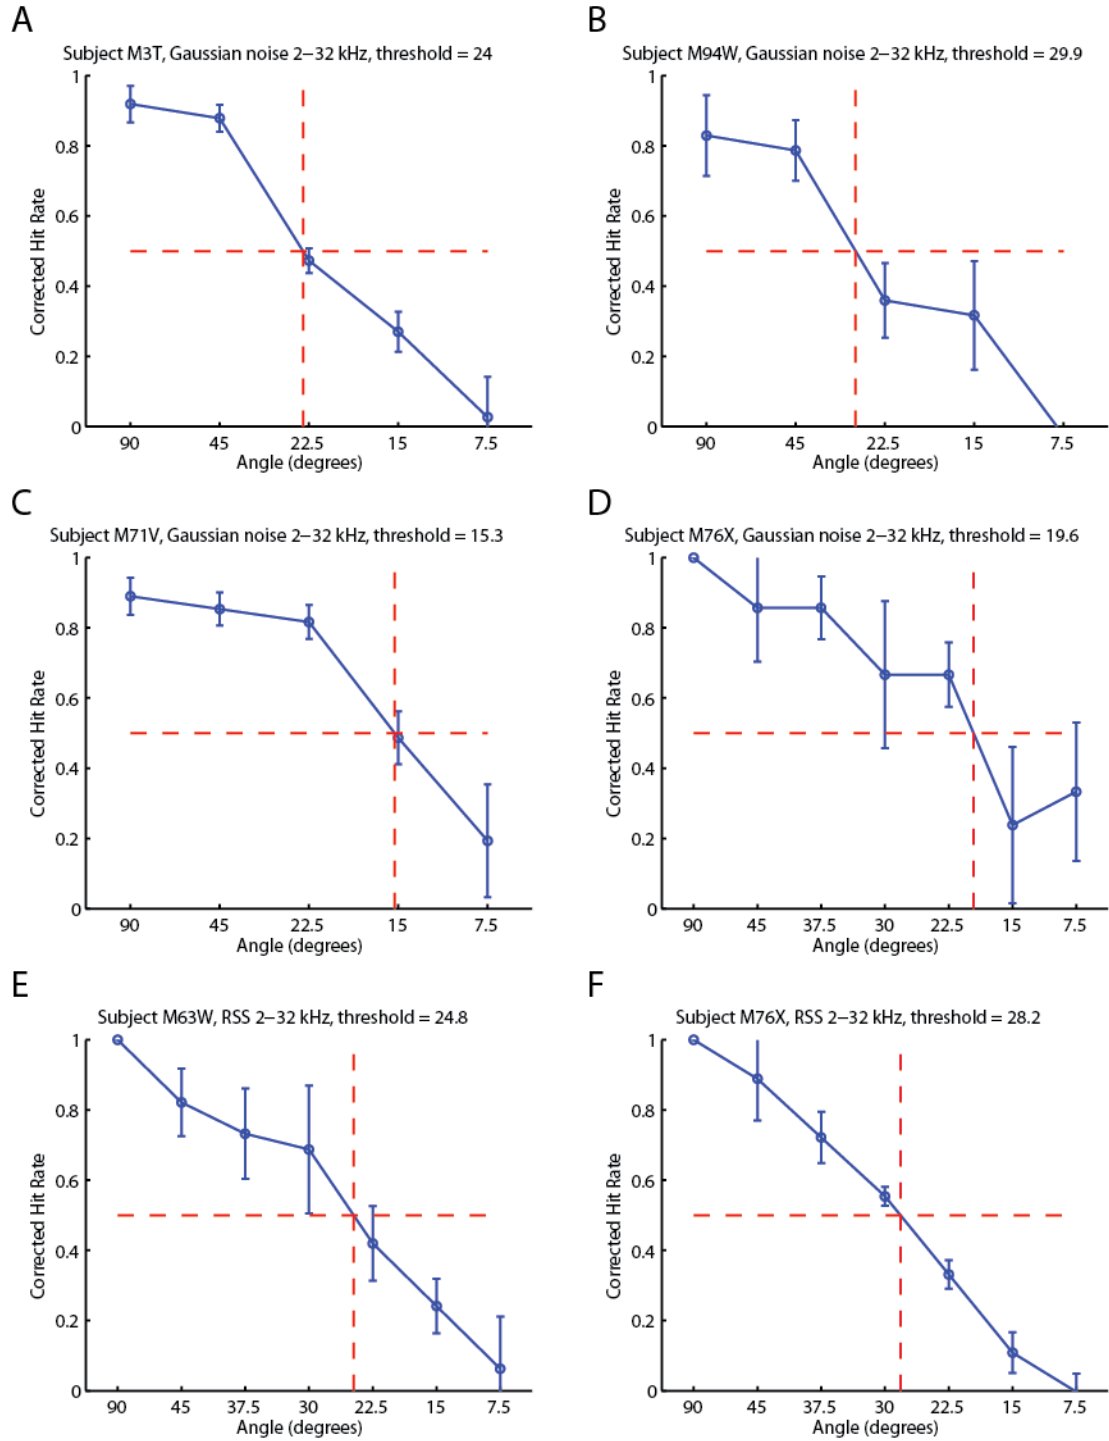 A
Subject M3T, Gaussian noise 2−32 kHz, threshold = 24
Corrected Hit Rate
1
0.8
0.6
0.4
0.2
0
90 45 22.5 15 7.5
Angle (degrees)
B
Subject M94W, Gaussian noise 2−32 kHz, threshold = 29.9
Corrected Hit Rate
1
0.8
0.6
0.4
0.2
0
90 45 22.5 15 7.5
Angle (degrees)
C
Subject M71V, Gaussian noise 2−32 kHz, threshold = 15.3
Corrected Hit Rate
1
0.8
0.6
0.4
0.2
0
90 45 22.5 15 7.5
Angle (degrees)
D
Subject M76X, Gaussian noise 2−32 kHz, threshold = 19.6
Corrected Hit Rate
1
0.8
0.6
0.4
0.2
0
90 45 37.5 30 22.5 15 7.5
Angle (degrees)
E
Subject M63W, RSS 2−32 kHz, threshold = 24.8
Corrected Hit Rate
1
0.8
0.6
0.4
0.2
0
90 45 37.5 30 22.5 15 7.5
Angle (degrees)
F
Subject M76X, RSS 2−32 kHz, threshold = 28.2
Corrected Hit Rate
1
0.8
0.6
0.4
0.2
0
90 45 37.5 30 22.5 15 7.5
Angle (degrees)